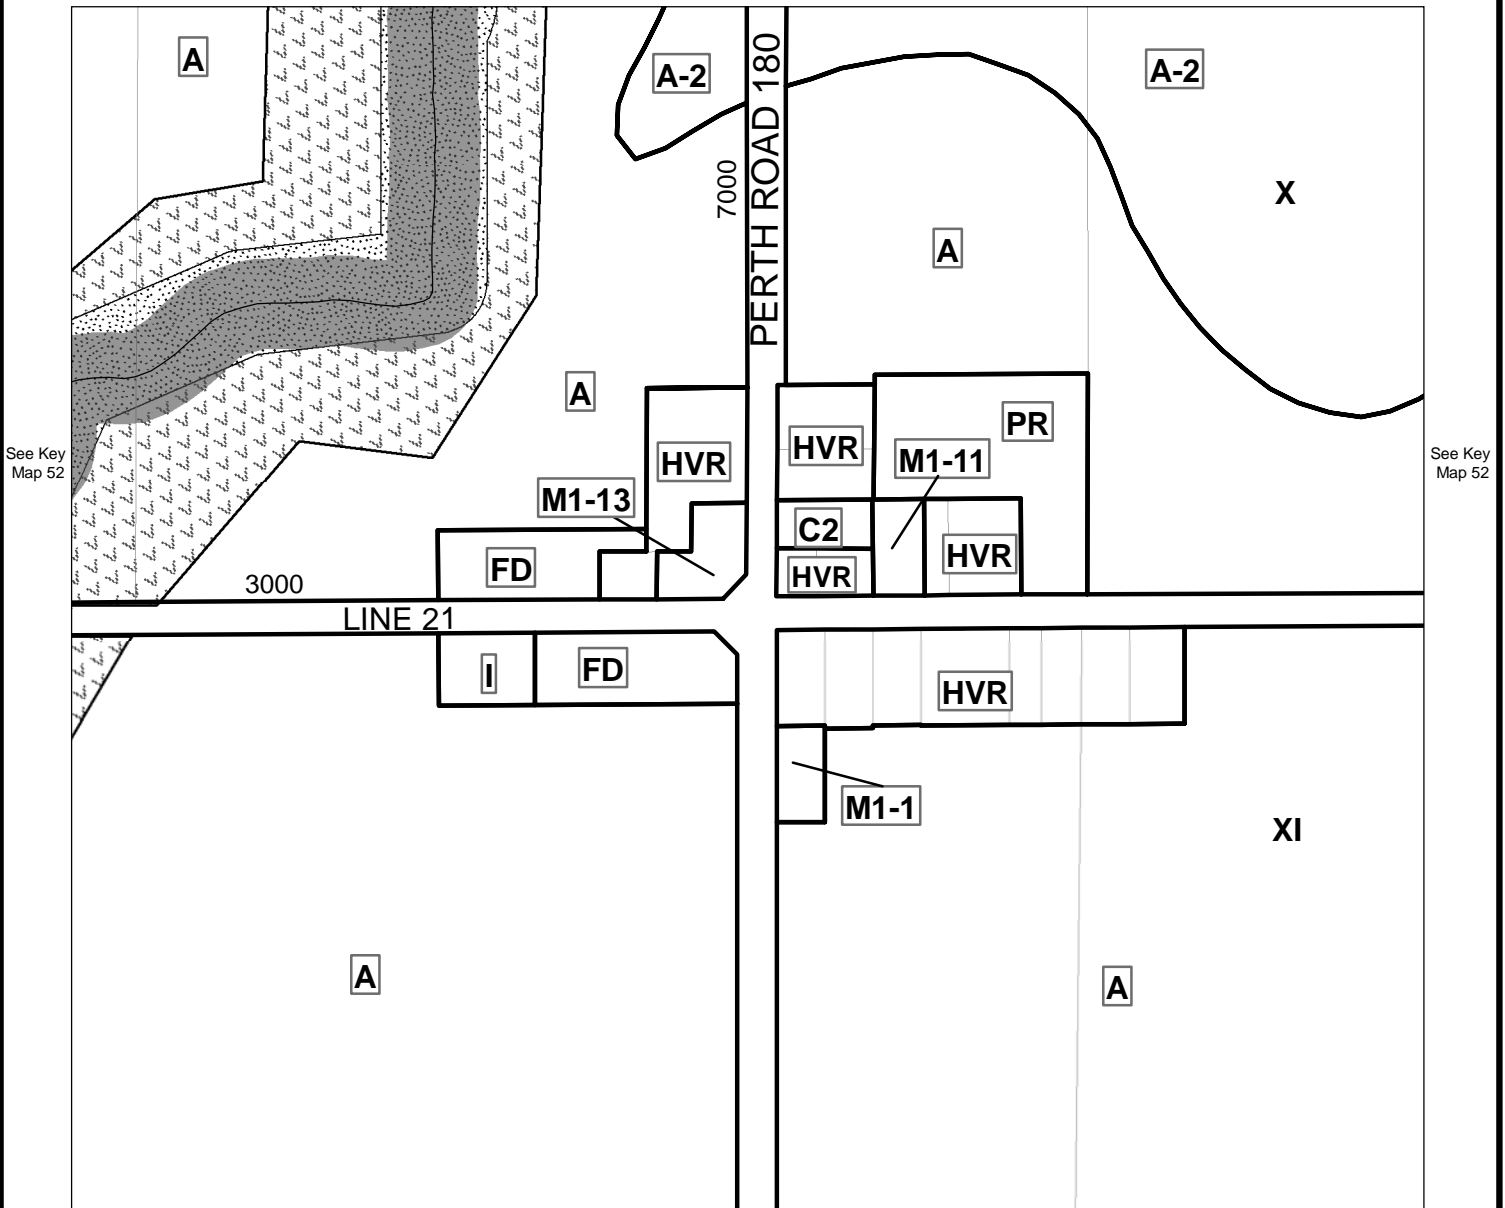 A
A-2
A-2
PERTH ROAD 180
7000
X
A
A
PR
HVR
HVR
M1-11
See Key
Map 52
See Key
Map 52
M1-13
C2
HVR
FD
HVR
3000
LINE 21
I
FD
HVR
M1-1
XI
A
A